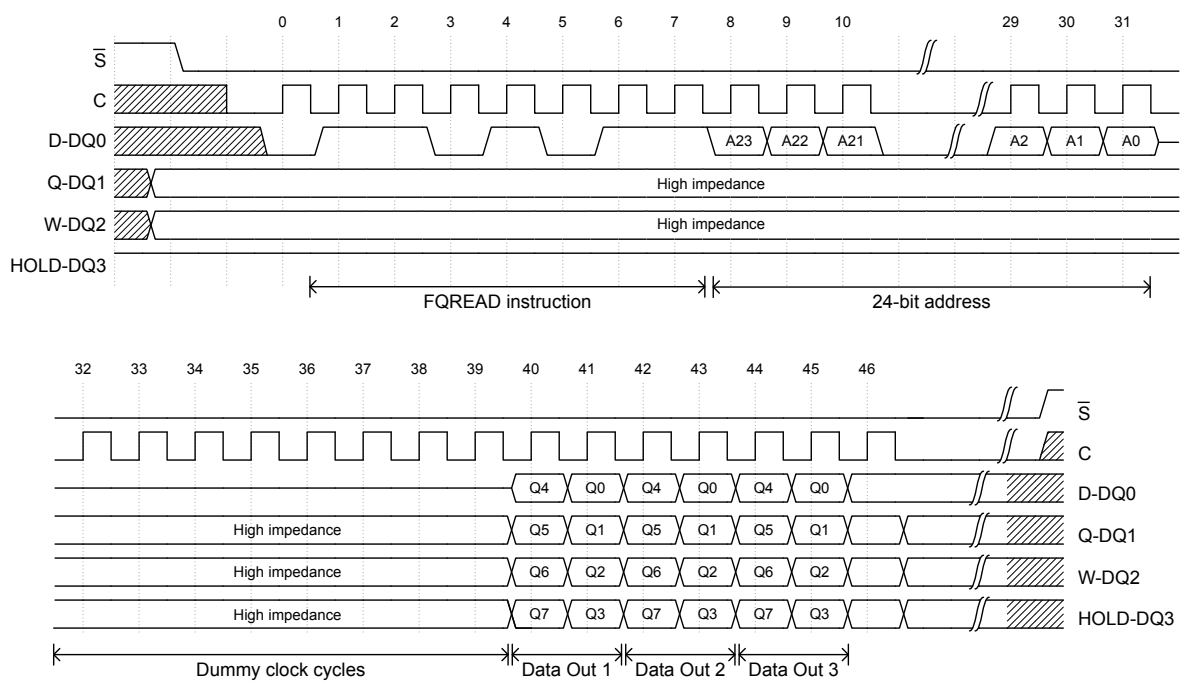 0 1 2 3 4 5 6 7 8 9 10 29 30 31
S̅
C
D-DQ0 A23 A22 A21 A2 A1 A0
Q-DQ1 High impedance
W-DQ2 High impedance
HOLD-DQ3
FQREAD instruction 24-bit address
32 33 34 35 36 37 38 39 40 41 42 43 44 45 46
S̅
C
Q4 Q0 Q4 Q0 Q4 Q0 D-DQ0
High impedance Q5 Q1 Q5 Q1 Q5 Q1 Q-DQ1
High impedance Q6 Q2 Q6 Q2 Q6 Q2 W-DQ2
High impedance Q7 Q3 Q7 Q3 Q7 Q3 HOLD-DQ3
Dummy clock cycles Data Out 1 Data Out 2 Data Out 3